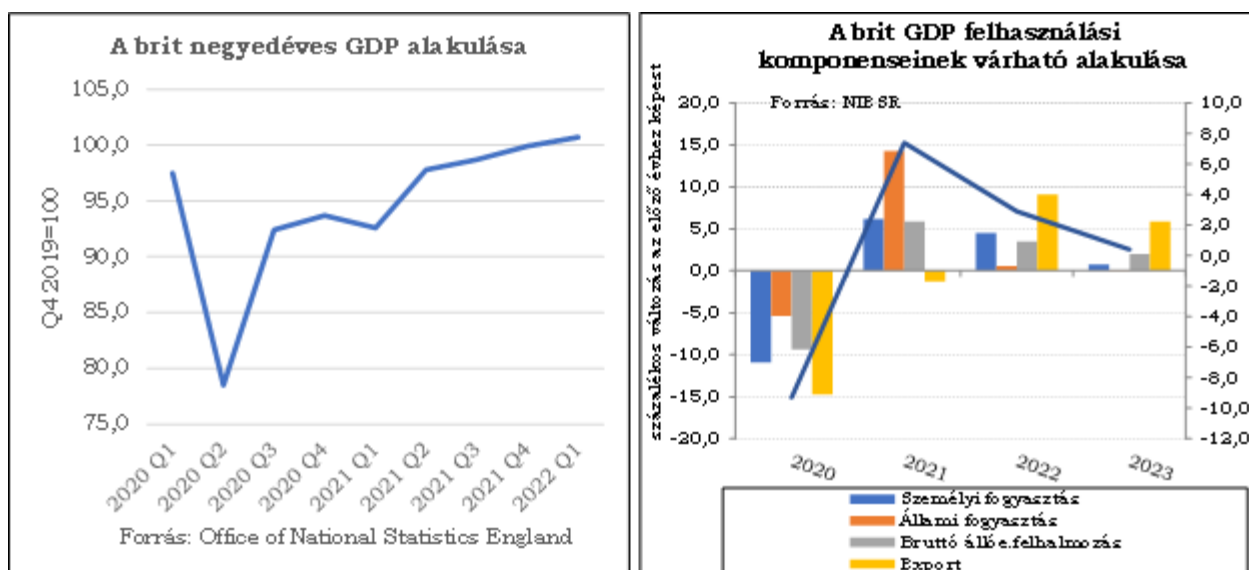 A brit negyedéves GDP alakulása
Q4 2019=100
105,0
100,0
95,0
90,0
85,0
80,0
75,0
2020 Q1
2020 Q2
2020 Q3
2020 Q4
2021 Q1
2021 Q2
2021 Q3
2021 Q4
2022 Q1
Forrás: Office of National Statistics England
A brit GDP felhasználási
komponenseinek várható alakulása
Forrás: NIESR
százalékos változás az előző évhez képest
20,0
15,0
10,0
5,0
0,0
-5,0
-10,0
-15,0
-20,0
10,0
8,0
6,0
4,0
2,0
0,0
-2,0
-4,0
-6,0
-8,0
-10,0
-12,0
2020
2021
2022
2023
Személyi fogyasztás
Állami fogyasztás
Bruttó állóe.felhalmozás
Export